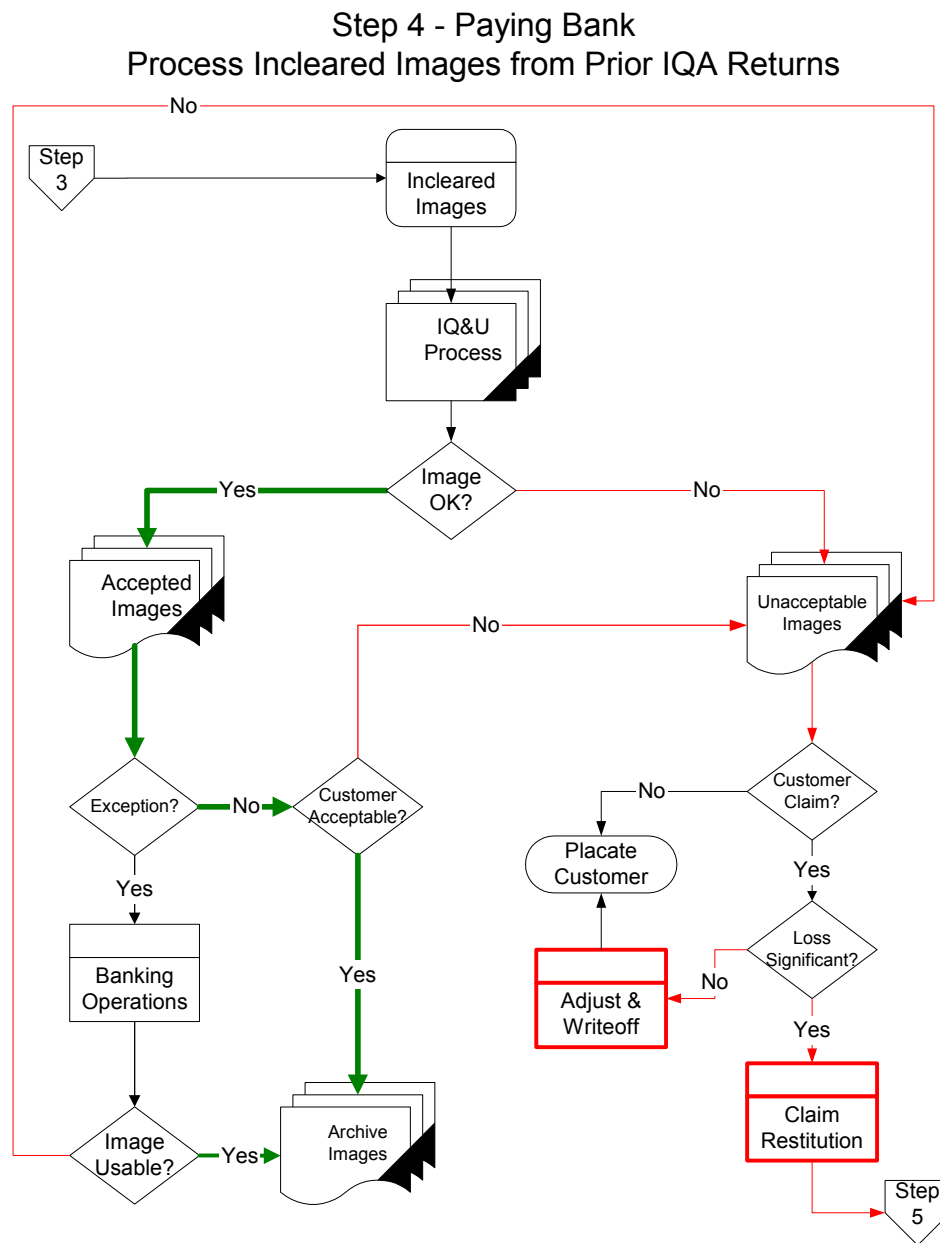 Step 4 - Paying Bank
Process Incleared Images from Prior IQA Returns
No
Step
3
Incleared
Images
IQ&U
Process
Image
OK?
Yes
No
Accepted
Images
Unacceptable
Images
No
Exception?
No
Customer
Acceptable?
Customer
Claim?
No
Placate
Customer
Yes
Yes
Banking
Operations
Loss
Significant?
Yes
No
Adjust &
Writeoff
Yes
Claim
Restitution
Image
Usable?
Yes
Archive
Images
Step
5